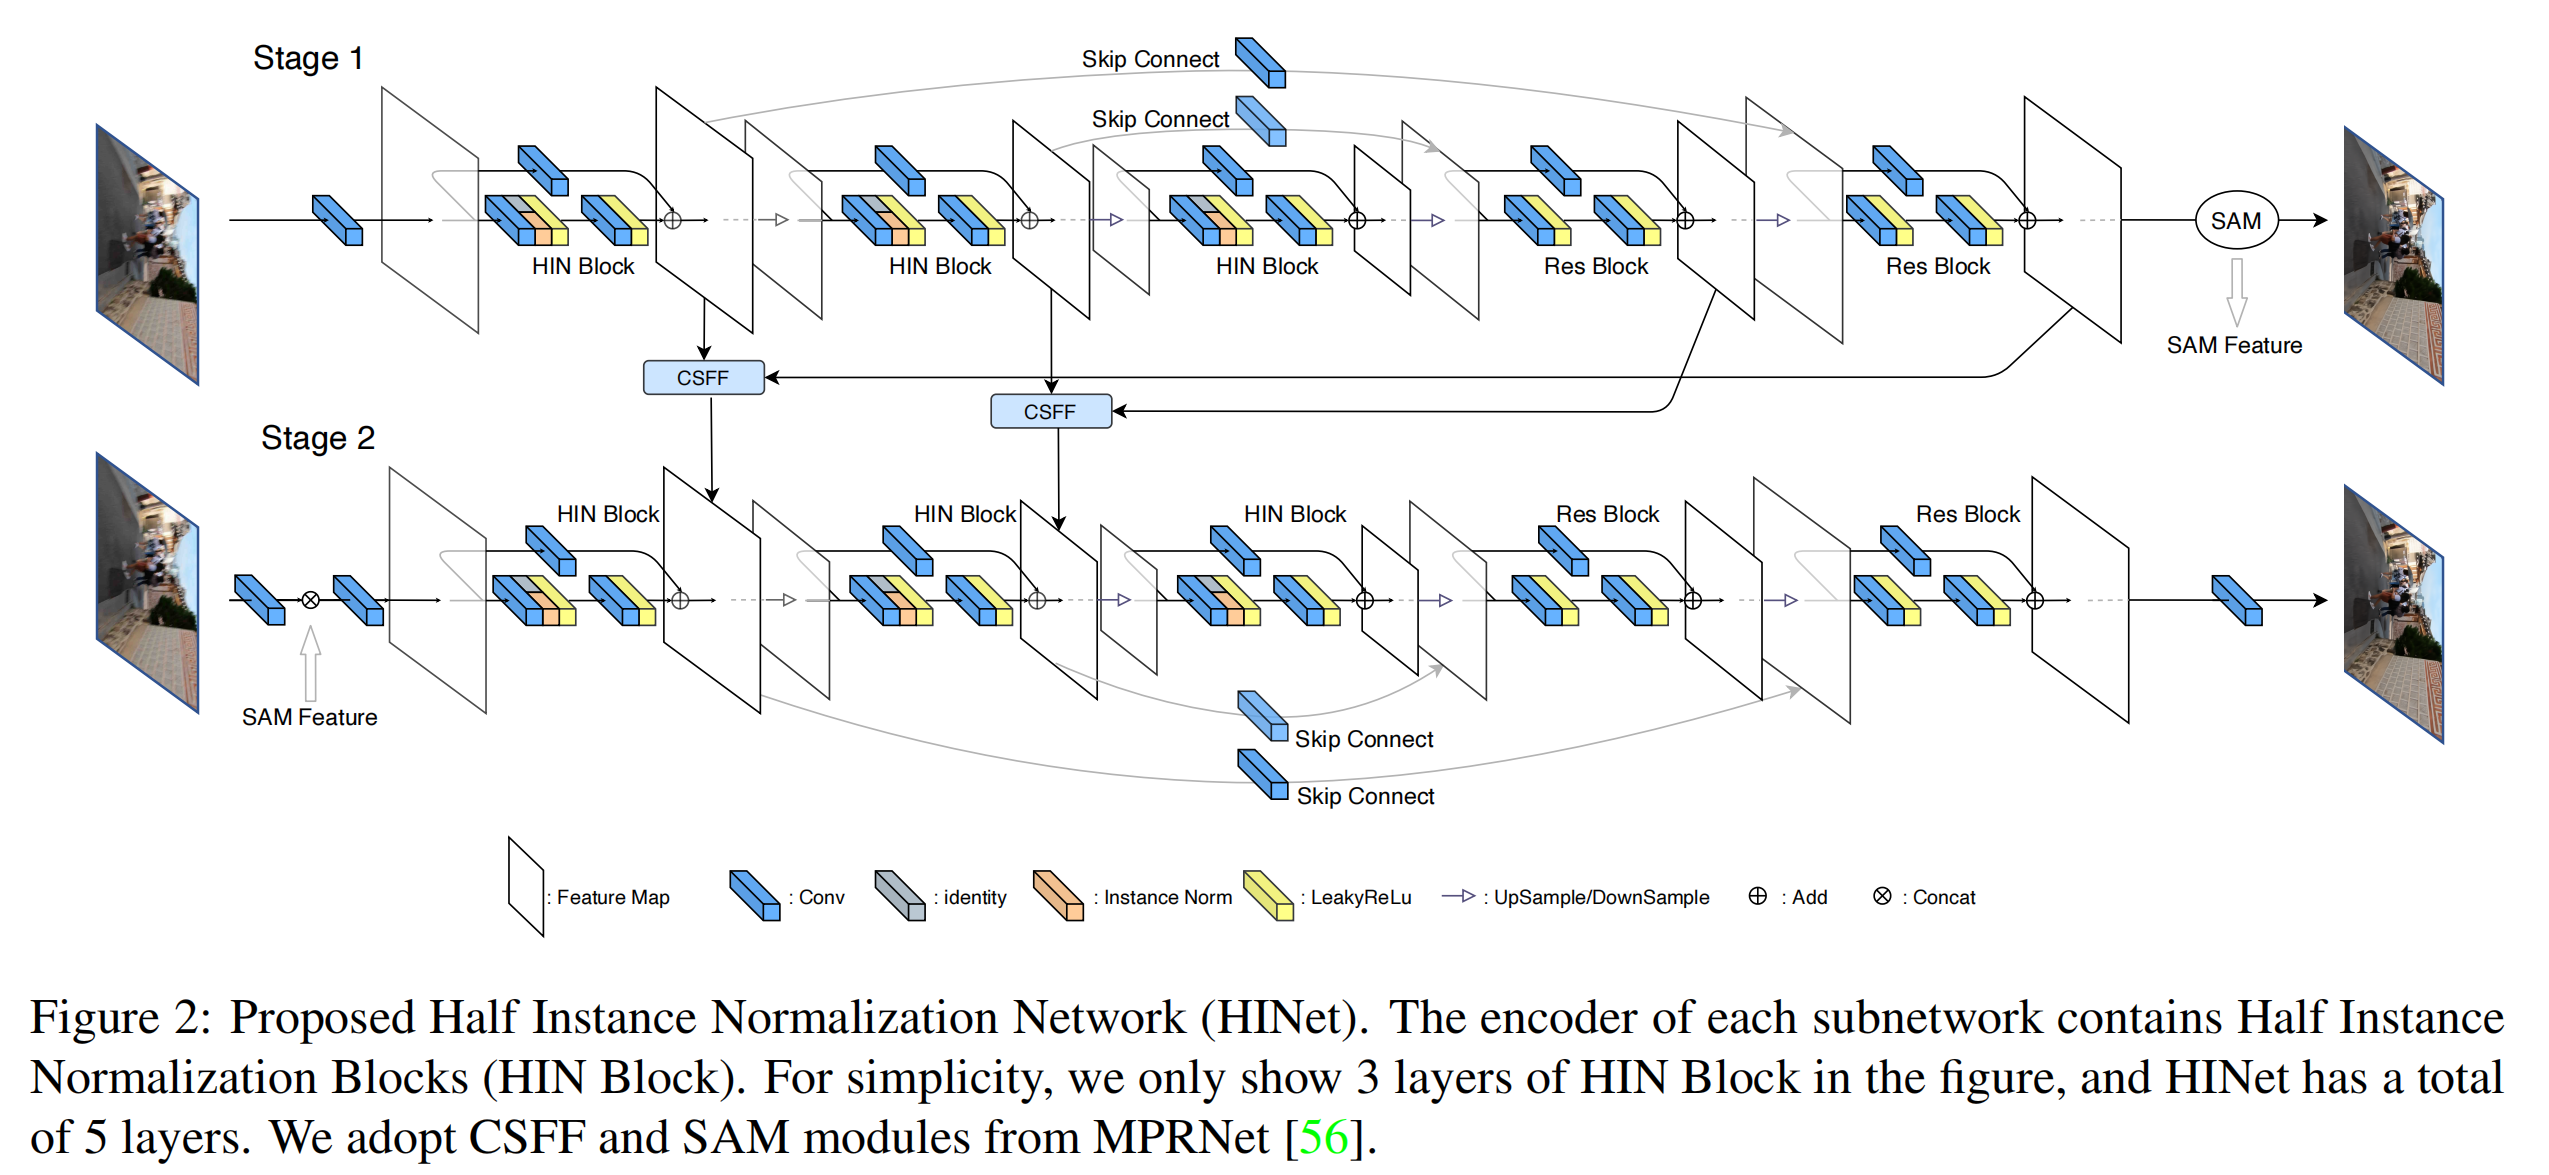 Stage 1
Skip Connect
Skip Connect
HIN Block
HIN Block
HIN Block
Res Block
Res Block
SAM
SAM Feature
CSFF
CSFF
Stage 2
HIN Block
HIN Block
HIN Block
Res Block
Res Block
SAM Feature
Skip Connect
Skip Connect
: Feature Map
: Conv
: identity
: Instance Norm
: LeakyReLu
: UpSample/DownSample
: Add
: Concat
Figure 2: Proposed Half Instance Normalization Network (HINet). The encoder of each subnetwork contains Half Instance
Normalization Blocks (HIN Block). For simplicity, we only show 3 layers of HIN Block in the figure, and HINet has a total
of 5 layers. We adopt CSFF and SAM modules from MPRNet [56].